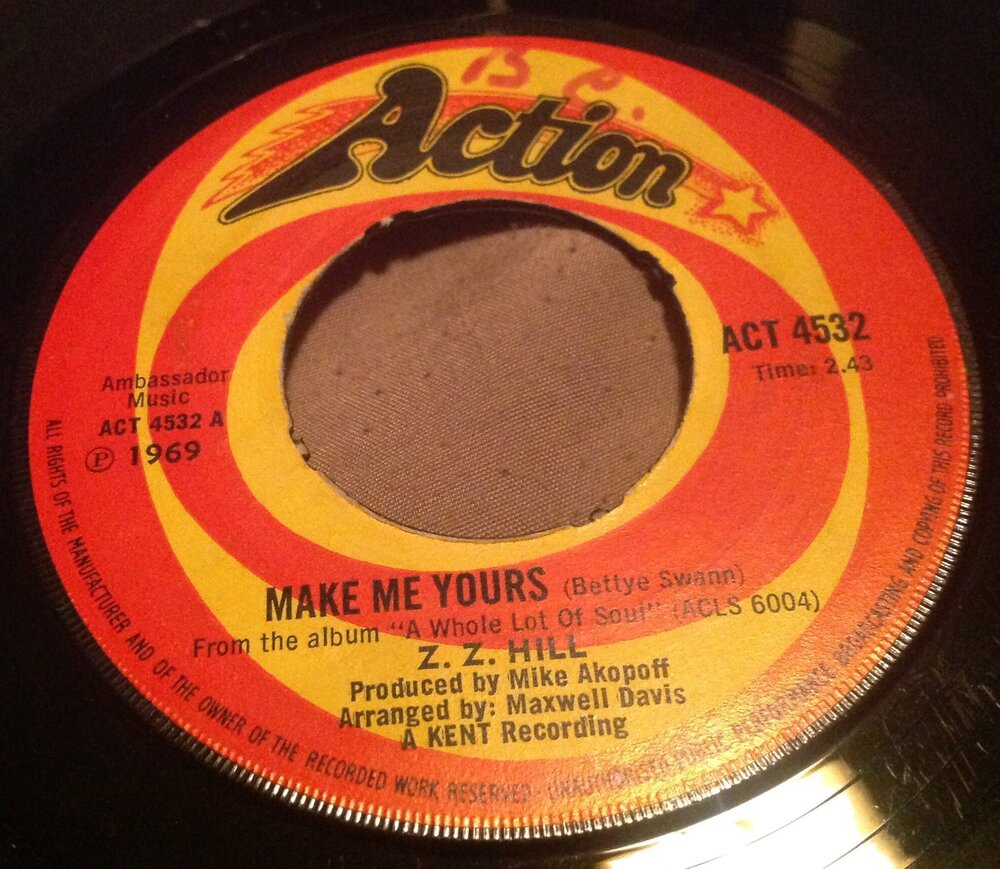 B C.
Action
ACT 4532
Time: 2.43
Ambassador
Music
ACT 4532 A
℗ 1969
MAKE ME YOURS (Bettye Swann)
From the album "A Whole Lot Of Soul" (ACLS 6004)
Z. Z. HILL
Produced by Mike Akopoff
Arranged by: Maxwell Davis
A KENT Recording
ALL RIGHTS OF THE MANUFACTURER AND OF THE OWNER OF THE RECORDED WORK RESERVED · UNAUTHORISED PUBLIC PERFORMANCE BROADCASTING AND COPYING OF THIS RECORD PROHIBITED